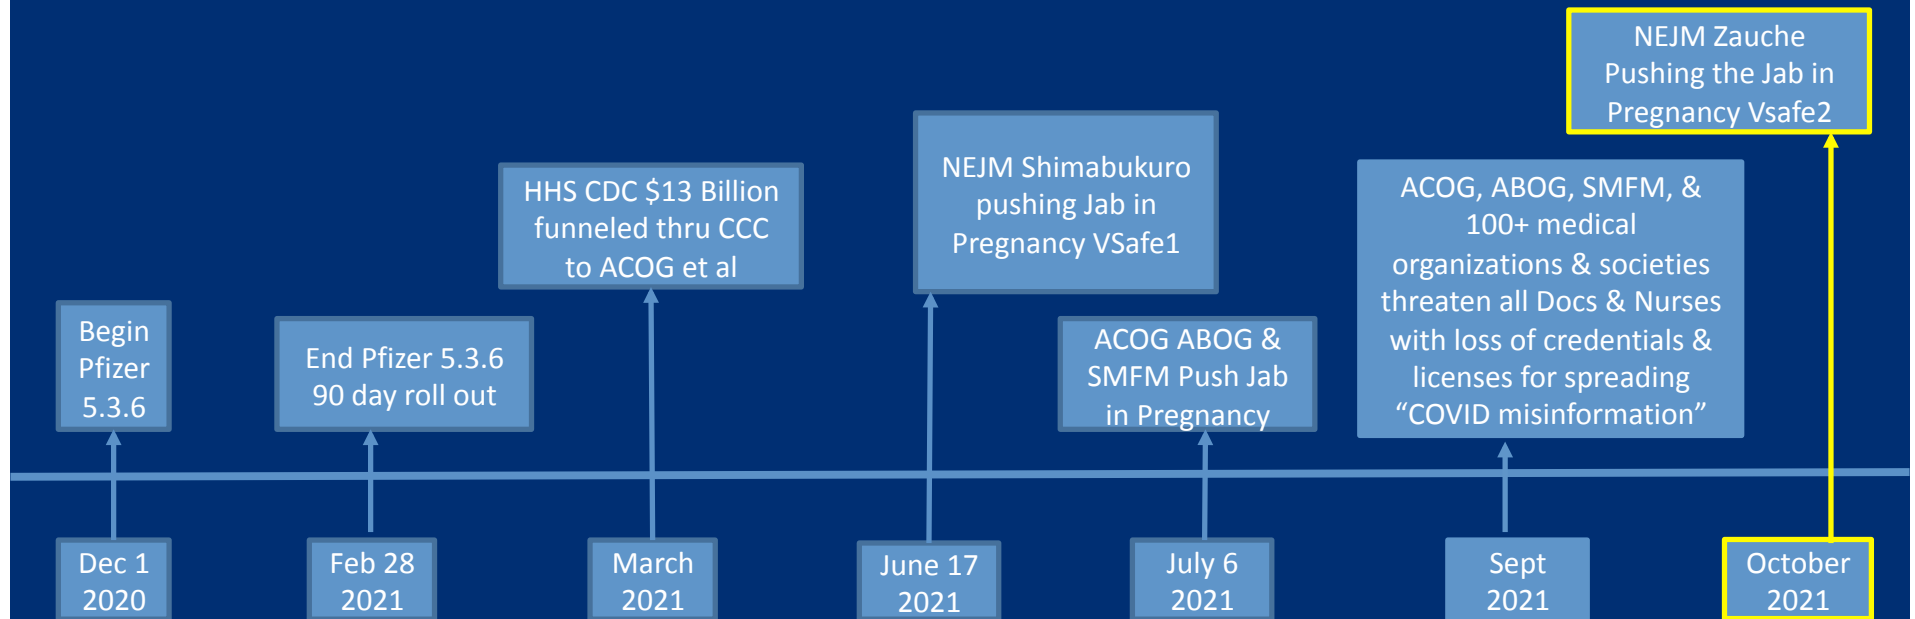 Begin
Pfizer
5.3.6
End Pfizer 5.3.6
90 day roll out
HHS CDC $13 Billion
funneled thru CCC
to ACOG et al
NEJM Shimabukuro
pushing Jab in
Pregnancy VSafe1
ACOG ABOG &
SMFM Push Jab
in Pregnancy
ACOG, ABOG, SMFM, &
100+ medical
organizations & societies
threaten all Docs & Nurses
with loss of credentials &
licenses for spreading
“COVID misinformation”
NEJM Zauche
Pushing the Jab in
Pregnancy Vsafe2
Dec 1
2020
Feb 28
2021
March
2021
June 17
2021
July 6
2021
Sept
2021
October
2021